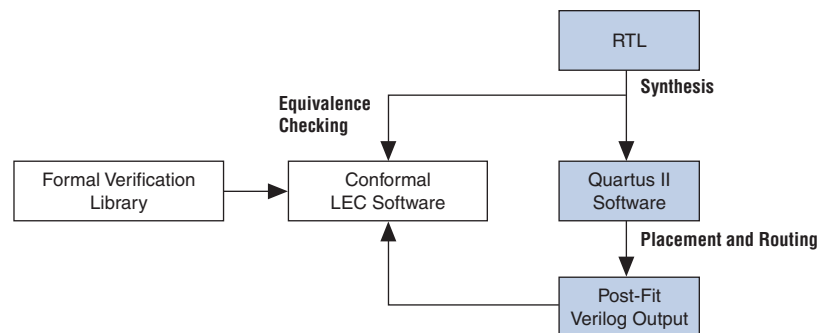 RTL
Synthesis
Equivalence
Checking
Formal Verification
Library
Conformal
LEC Software
Quartus II
Software
Placement and Routing
Post-Fit
Verilog Output